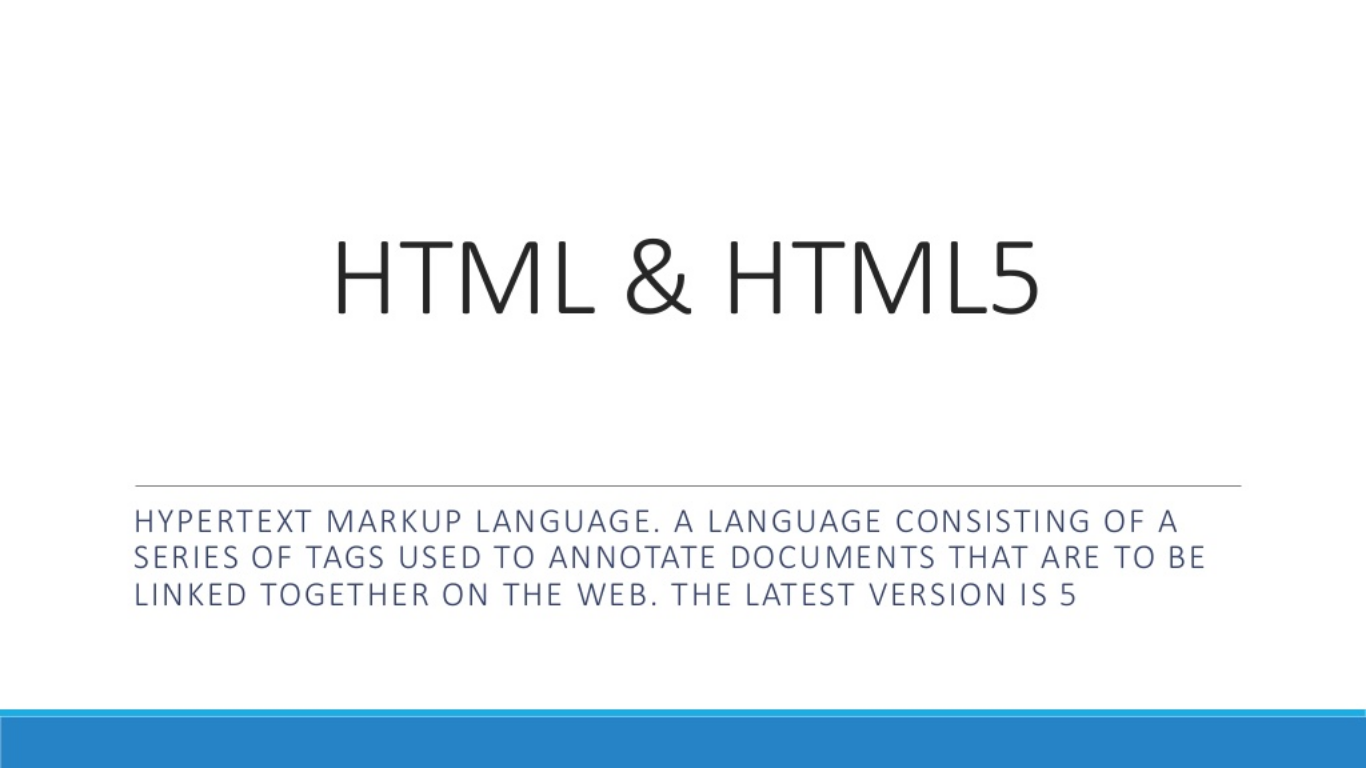 HTML & HTML5
HYPERTEXT MARKUP LANGUAGE. A LANGUAGE CONSISTING OF A
SERIES OF TAGS USED TO ANNOTATE DOCUMENTS THAT ARE TO BE
LINKED TOGETHER ON THE WEB. THE LATEST VERSION IS 5